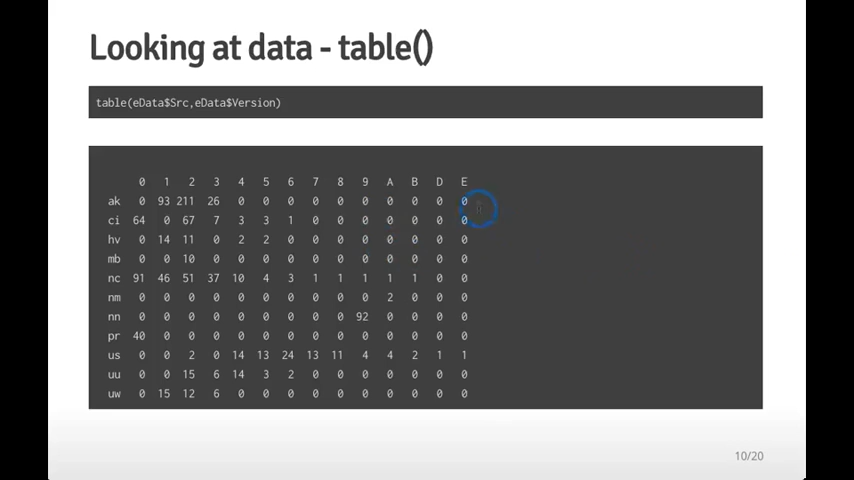 Looking at data - table()
table(eData$Src,eData$Version)
0 1 2 3 4 5 6 7 8 9 A B D E
ak 0 93 211 26 0 0 0 0 0 0 0 0 0 0
ci 64 0 67 7 3 3 1 0 0 0 0 0 0 0
hv 0 14 11 0 2 2 0 0 0 0 0 0 0 0
mb 0 0 10 0 0 0 0 0 0 0 0 0 0 0
nc 91 46 51 37 10 4 3 1 1 1 1 1 0 0
nm 0 0 0 0 0 0 0 0 0 0 2 0 0 0
nn 0 0 0 0 0 0 0 0 0 92 0 0 0 0
pr 40 0 0 0 0 0 0 0 0 0 0 0 0 0
us 0 0 2 0 14 13 24 13 11 4 4 2 1 1
uu 0 0 15 6 14 3 2 0 0 0 0 0 0 0
uw 0 15 12 6 0 0 0 0 0 0 0 0 0 0
10/20